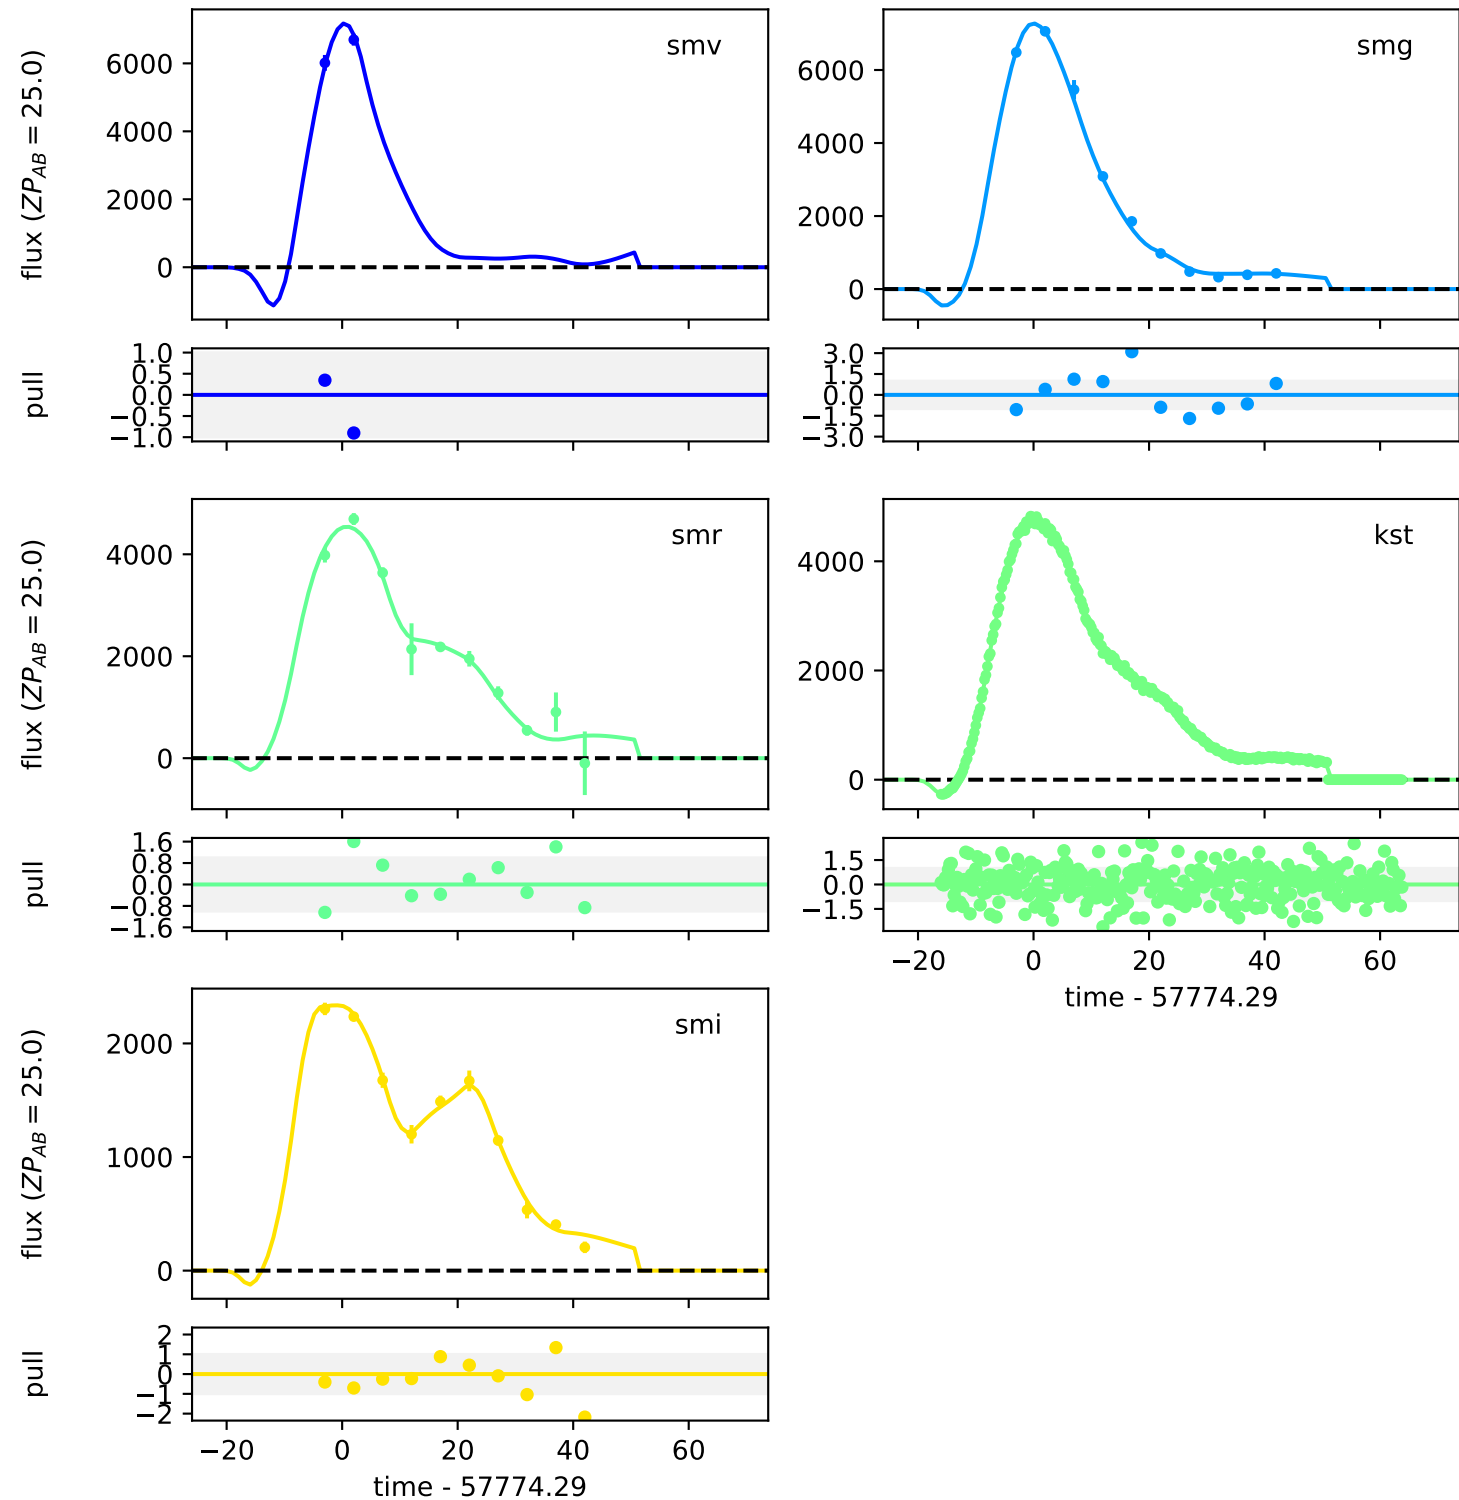 smv
flux (ZP_AB = 25.0)
6000
4000
2000
0
smg
6000
4000
2000
0
pull
1.0
0.5
0.0
−0.5
−1.0
3.0
1.5
0.0
−1.5
−3.0
smr
flux (ZP_AB = 25.0)
4000
2000
0
kst
4000
2000
0
pull
1.6
0.8
0.0
−0.8
−1.6
1.5
0.0
−1.5
−20 0 20 40 60
time - 57774.29
smi
flux (ZP_AB = 25.0)
2000
1000
0
pull
2
1
0
−1
−2
−20 0 20 40 60
time - 57774.29